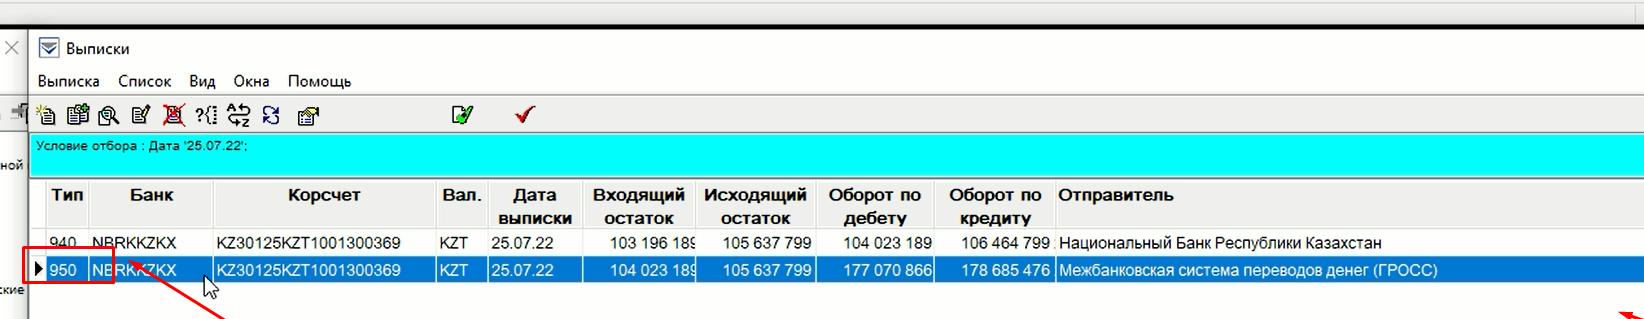 Выписки
Выписка Список Вид Окна Помощь
Условие отбора : Дата '25.07.22';
ной
Тип Банк Корсчет Вал. Дата выписки Входящий остаток Исходящий остаток Оборот по дебету Оборот по кредиту Отправитель
940 NBRKKZKX KZ30125KZT1001300369 KZT 25.07.22 103 196 189 105 637 799 104 023 189 106 464 799 Национальный Банк Республики Казахстан
950 NBRKKZKX KZ30125KZT1001300369 KZT 25.07.22 104 023 189 105 637 799 177 070 866 178 685 476 Межбанковская система переводов денег (ГРОСС)
ские